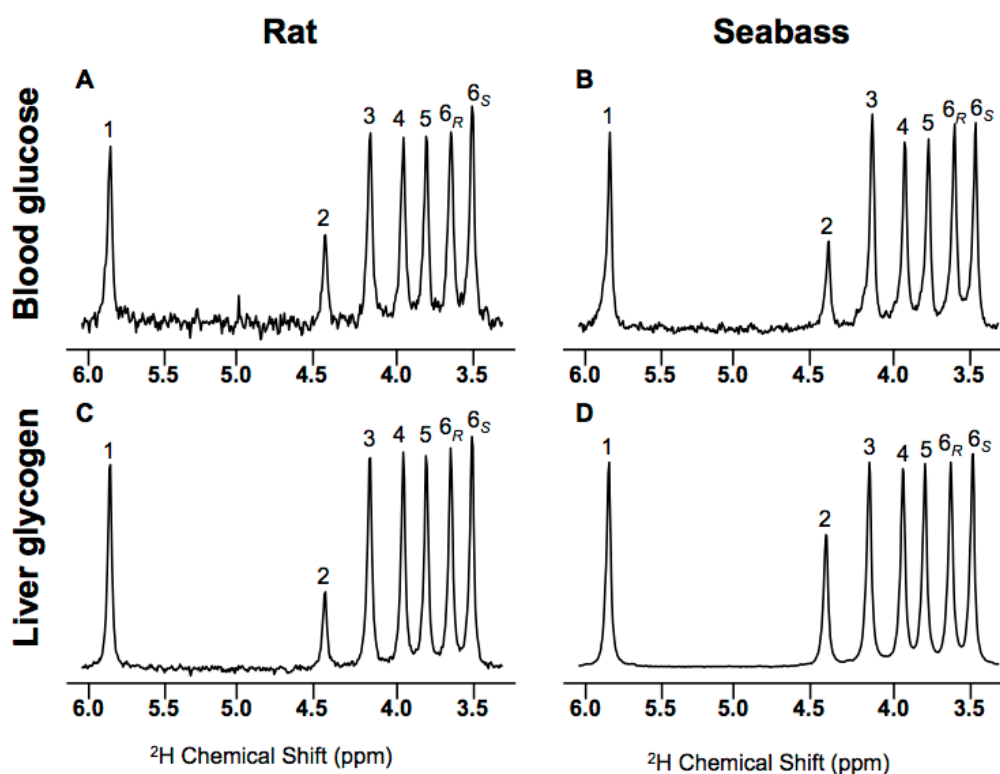 Rat
Seabass
Blood glucose
A
1
2
3
4
5
6R
6S
6.0 5.5 5.0 4.5 4.0 3.5
B
1
2
3
4
5
6R
6S
6.0 5.5 5.0 4.5 4.0 3.5
Liver glycogen
C
1
2
3
4
5
6R
6S
6.0 5.5 5.0 4.5 4.0 3.5
D
1
2
3
4
5
6R
6S
6.0 5.5 5.0 4.5 4.0 3.5
²H Chemical Shift (ppm)
²H Chemical Shift (ppm)